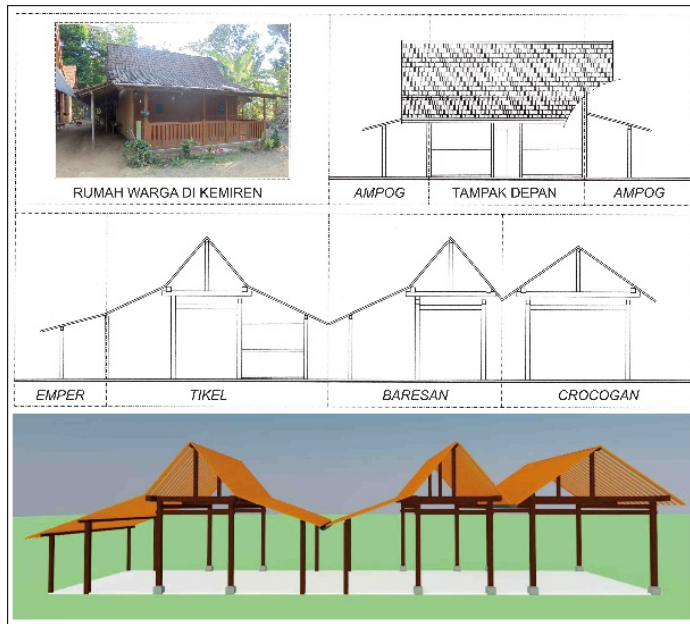 RUMAH WARGA DI KEMIREN
AMPOG TAMPAK DEPAN AMPOG
EMPER TIKEL BARESAN CROCOGAN